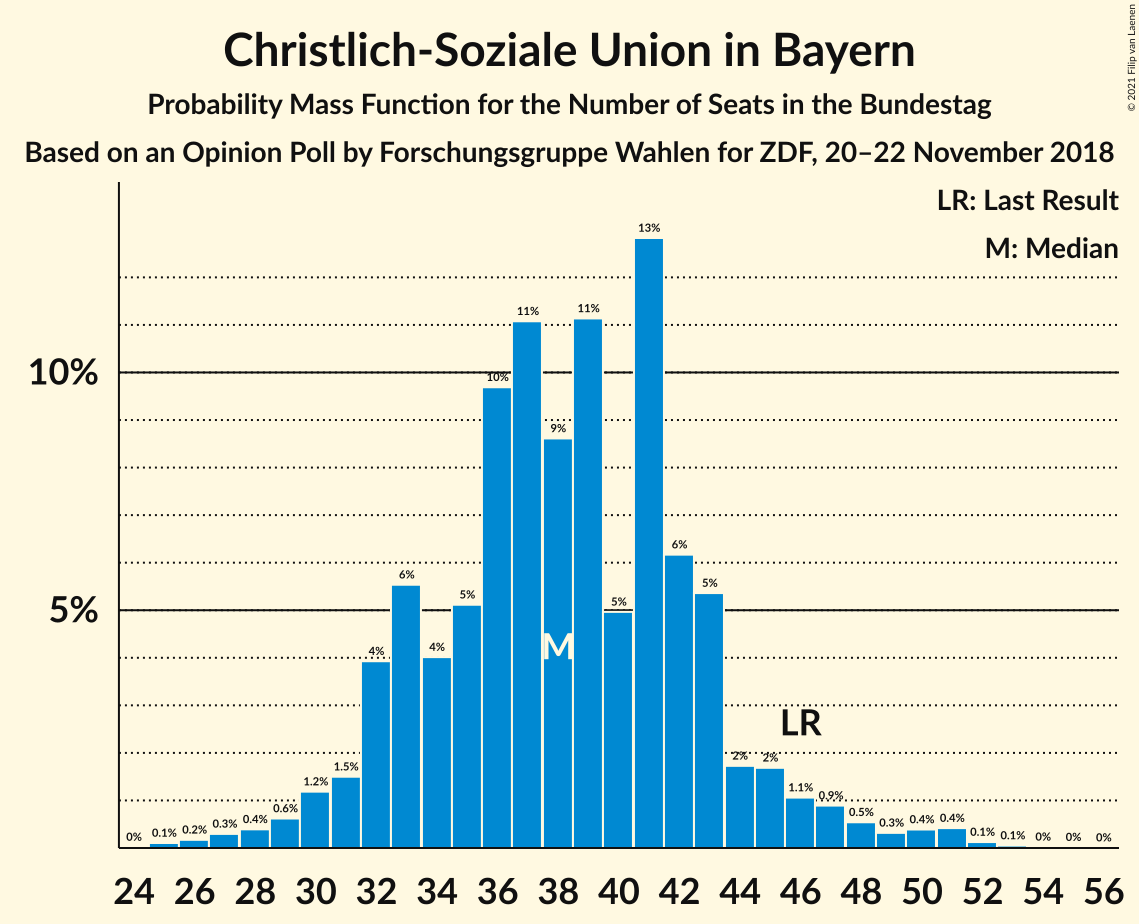 Christlich-Soziale Union in Bayern
Probability Mass Function for the Number of Seats in the Bundestag
Based on an Opinion Poll by Forschungsgruppe Wahlen for ZDF, 20–22 November 2018
© 2021 Filip van Laenen
LR: Last Result
M: Median
10%
5%
0% 0.1% 0.2% 0.3% 0.4% 0.6% 1.2% 1.5% 4% 6% 4% 5% 10% 11% 9% 11% 5% 13% 6% 5% 2% 2% 1.1% 0.9% 0.5% 0.3% 0.4% 0.4% 0.1% 0.1% 0% 0% 0%
M
LR
24 26 28 30 32 34 36 38 40 42 44 46 48 50 52 54 56